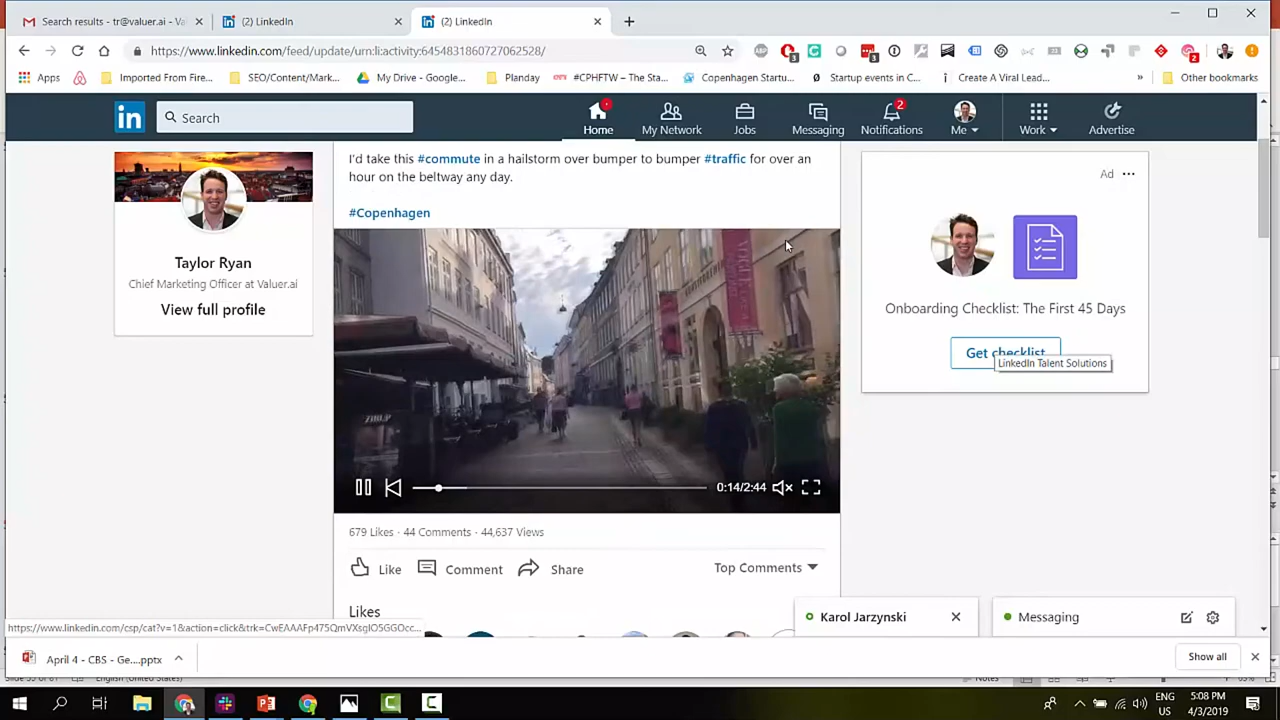 Search results - tr@valuer.ai - Va
(2) LinkedIn
(2) LinkedIn
https://www.linkedin.com/feed/update/urn:li:activity:6454831860727062528/
Apps
Imported From Fire...
SEO/Content/Mark...
My Drive - Google...
Planday
#CPHFTW – The Sta...
Copenhagen Startu...
Startup events in C...
Create A Viral Lead...
»
Other bookmarks
in
Search
Home
My Network
Jobs
Messaging
2
Notifications
Me
Work
Advertise
I'd take this #commute in a hailstorm over bumper to bumper #traffic for over an
hour on the beltway any day.
#Copenhagen
Taylor Ryan
Chief Marketing Officer at Valuer.ai
View full profile
Ad
Onboarding Checklist: The First 45 Days
Get checklist
LinkedIn Talent Solutions
0:14/2:44
679 Likes · 44 Comments · 44,637 Views
Like
Comment
Share
Top Comments
Likes
Karol Jarzynski
Messaging
April 4 - CBS - Ge....pptx
Show all
English (United States)
Notes
ENG
US
5:08 PM
4/3/2019